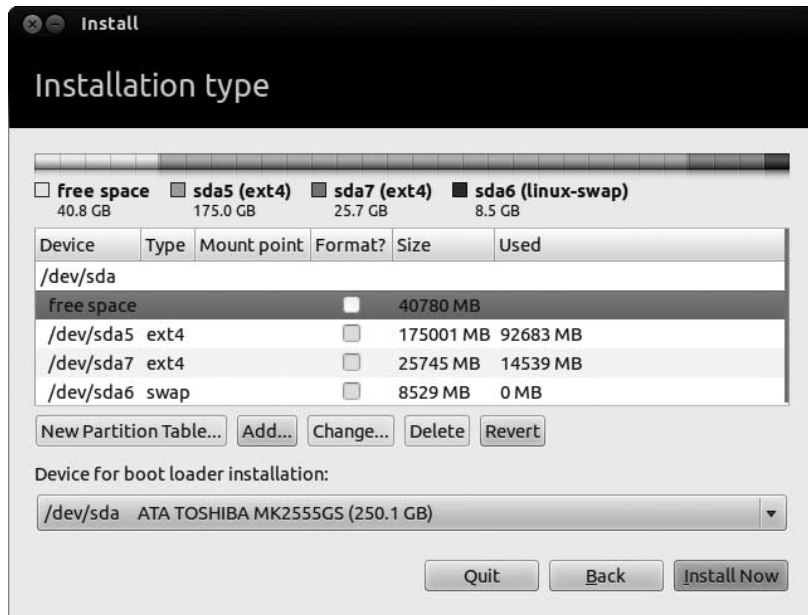 Install
Installation type
free space sda5 (ext4) sda7 (ext4) sda6 (linux-swap)
40.8 GB 175.0 GB 25.7 GB 8.5 GB
Device Type Mount point Format? Size Used
/dev/sda
free space 40780 MB
/dev/sda5 ext4 175001 MB 92683 MB
/dev/sda7 ext4 25745 MB 14539 MB
/dev/sda6 swap 8529 MB 0 MB
New Partition Table... Add... Change... Delete Revert
Device for boot loader installation:
/dev/sda ATA TOSHIBA MK2555GS (250.1 GB)
Quit Back Install Now